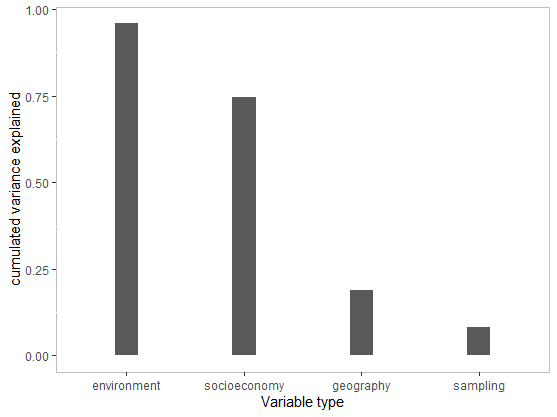 cumulated variance explained
1.00
0.75
0.50
0.25
0.00
environment socioeconomy geography sampling
Variable type